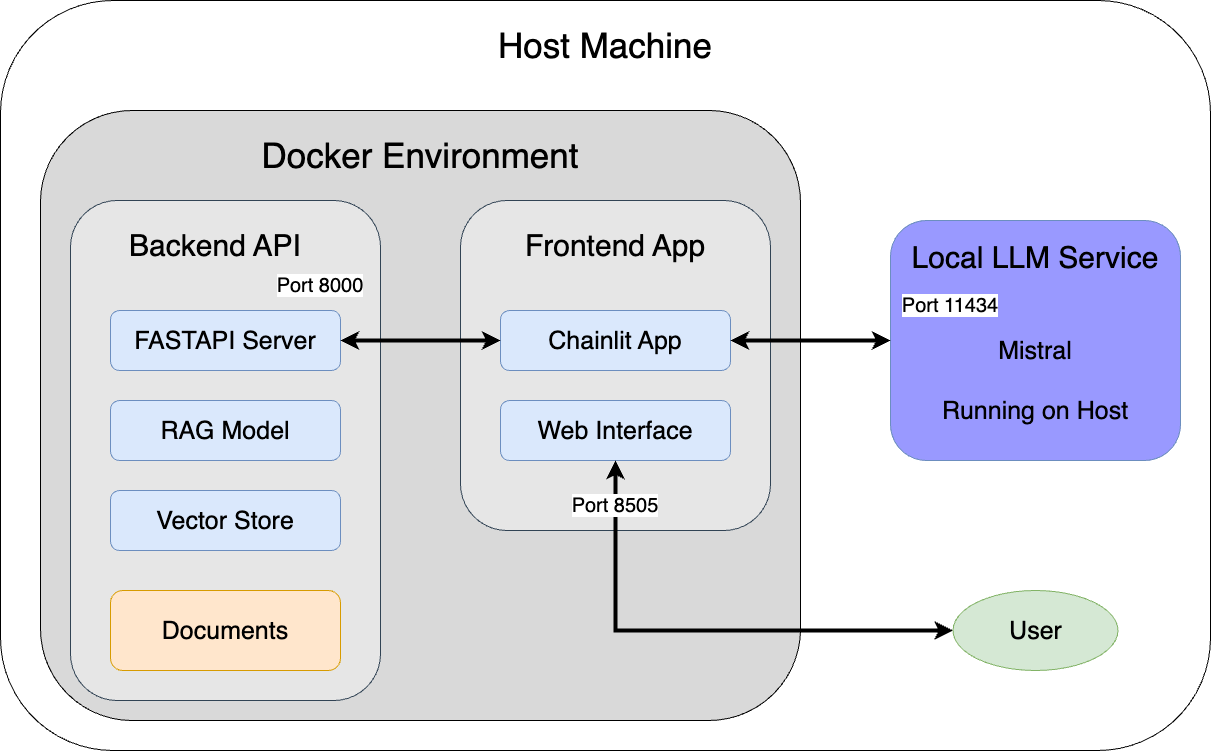 Host Machine
Docker Environment
Backend API
Port 8000
FASTAPI Server
RAG Model
Vector Store
Documents
Frontend App
Chainlit App
Web Interface
Port 8505
Local LLM Service
Port 11434
Mistral
Running on Host
User